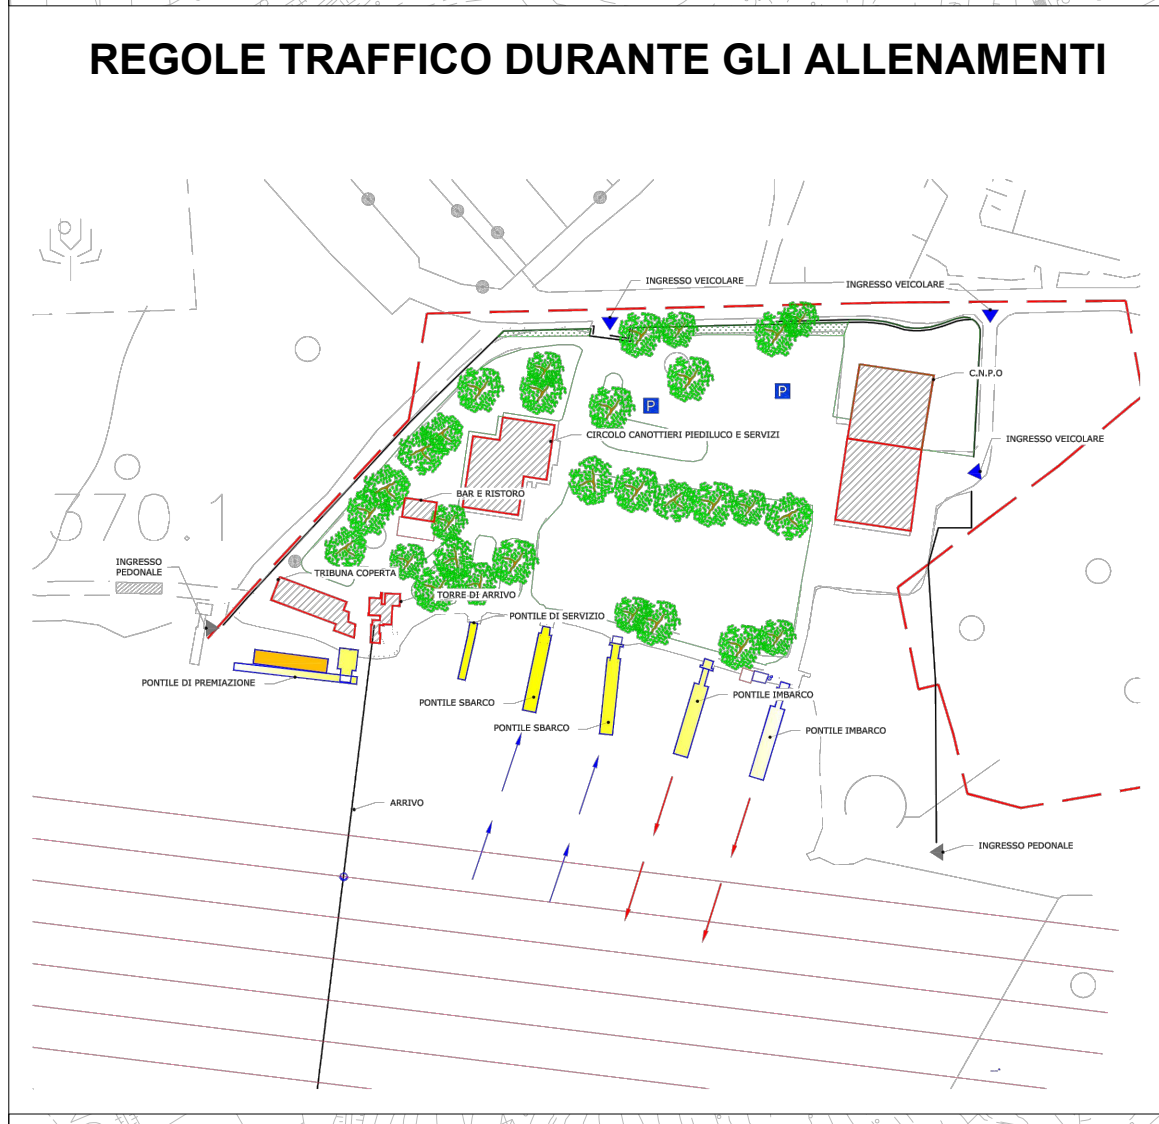 REGOLE TRAFFICO DURANTE GLI ALLENAMENTI
INGRESSO VEICOLARE
INGRESSO VEICOLARE
C.N.P.O
P
P
CIRCOLO CANOTTIERI PIEDILUCO E SERVIZI
INGRESSO VEICOLARE
BAR E RISTORO
370.1
INGRESSO
PEDONALE
TRIBUNA COPERTA
TORRE DI ARRIVO
PONTILE DI SERVIZIO
PONTILE DI PREMIAZIONE
PONTILE SBARCO
PONTILE IMBARCO
PONTILE SBARCO
PONTILE IMBARCO
ARRIVO
INGRESSO PEDONALE